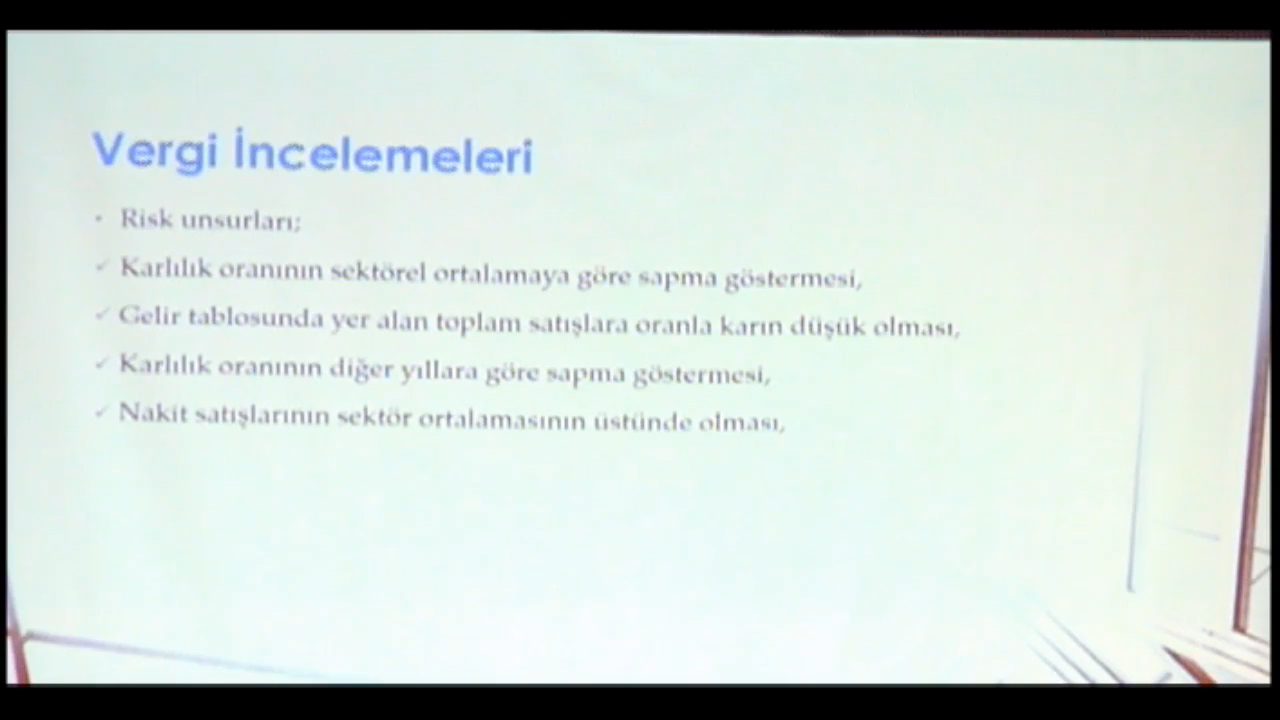 Vergi İncelemeleri
• Risk unsurları;
✓ Karlılık oranının sektörel ortalamaya göre sapma göstermesi,
✓ Gelir tablosunda yer alan toplam satışlara oranla karın düşük olması,
✓ Karlılık oranının diğer yıllara göre sapma göstermesi,
✓ Nakit satışlarının sektör ortalamasının üstünde olması,